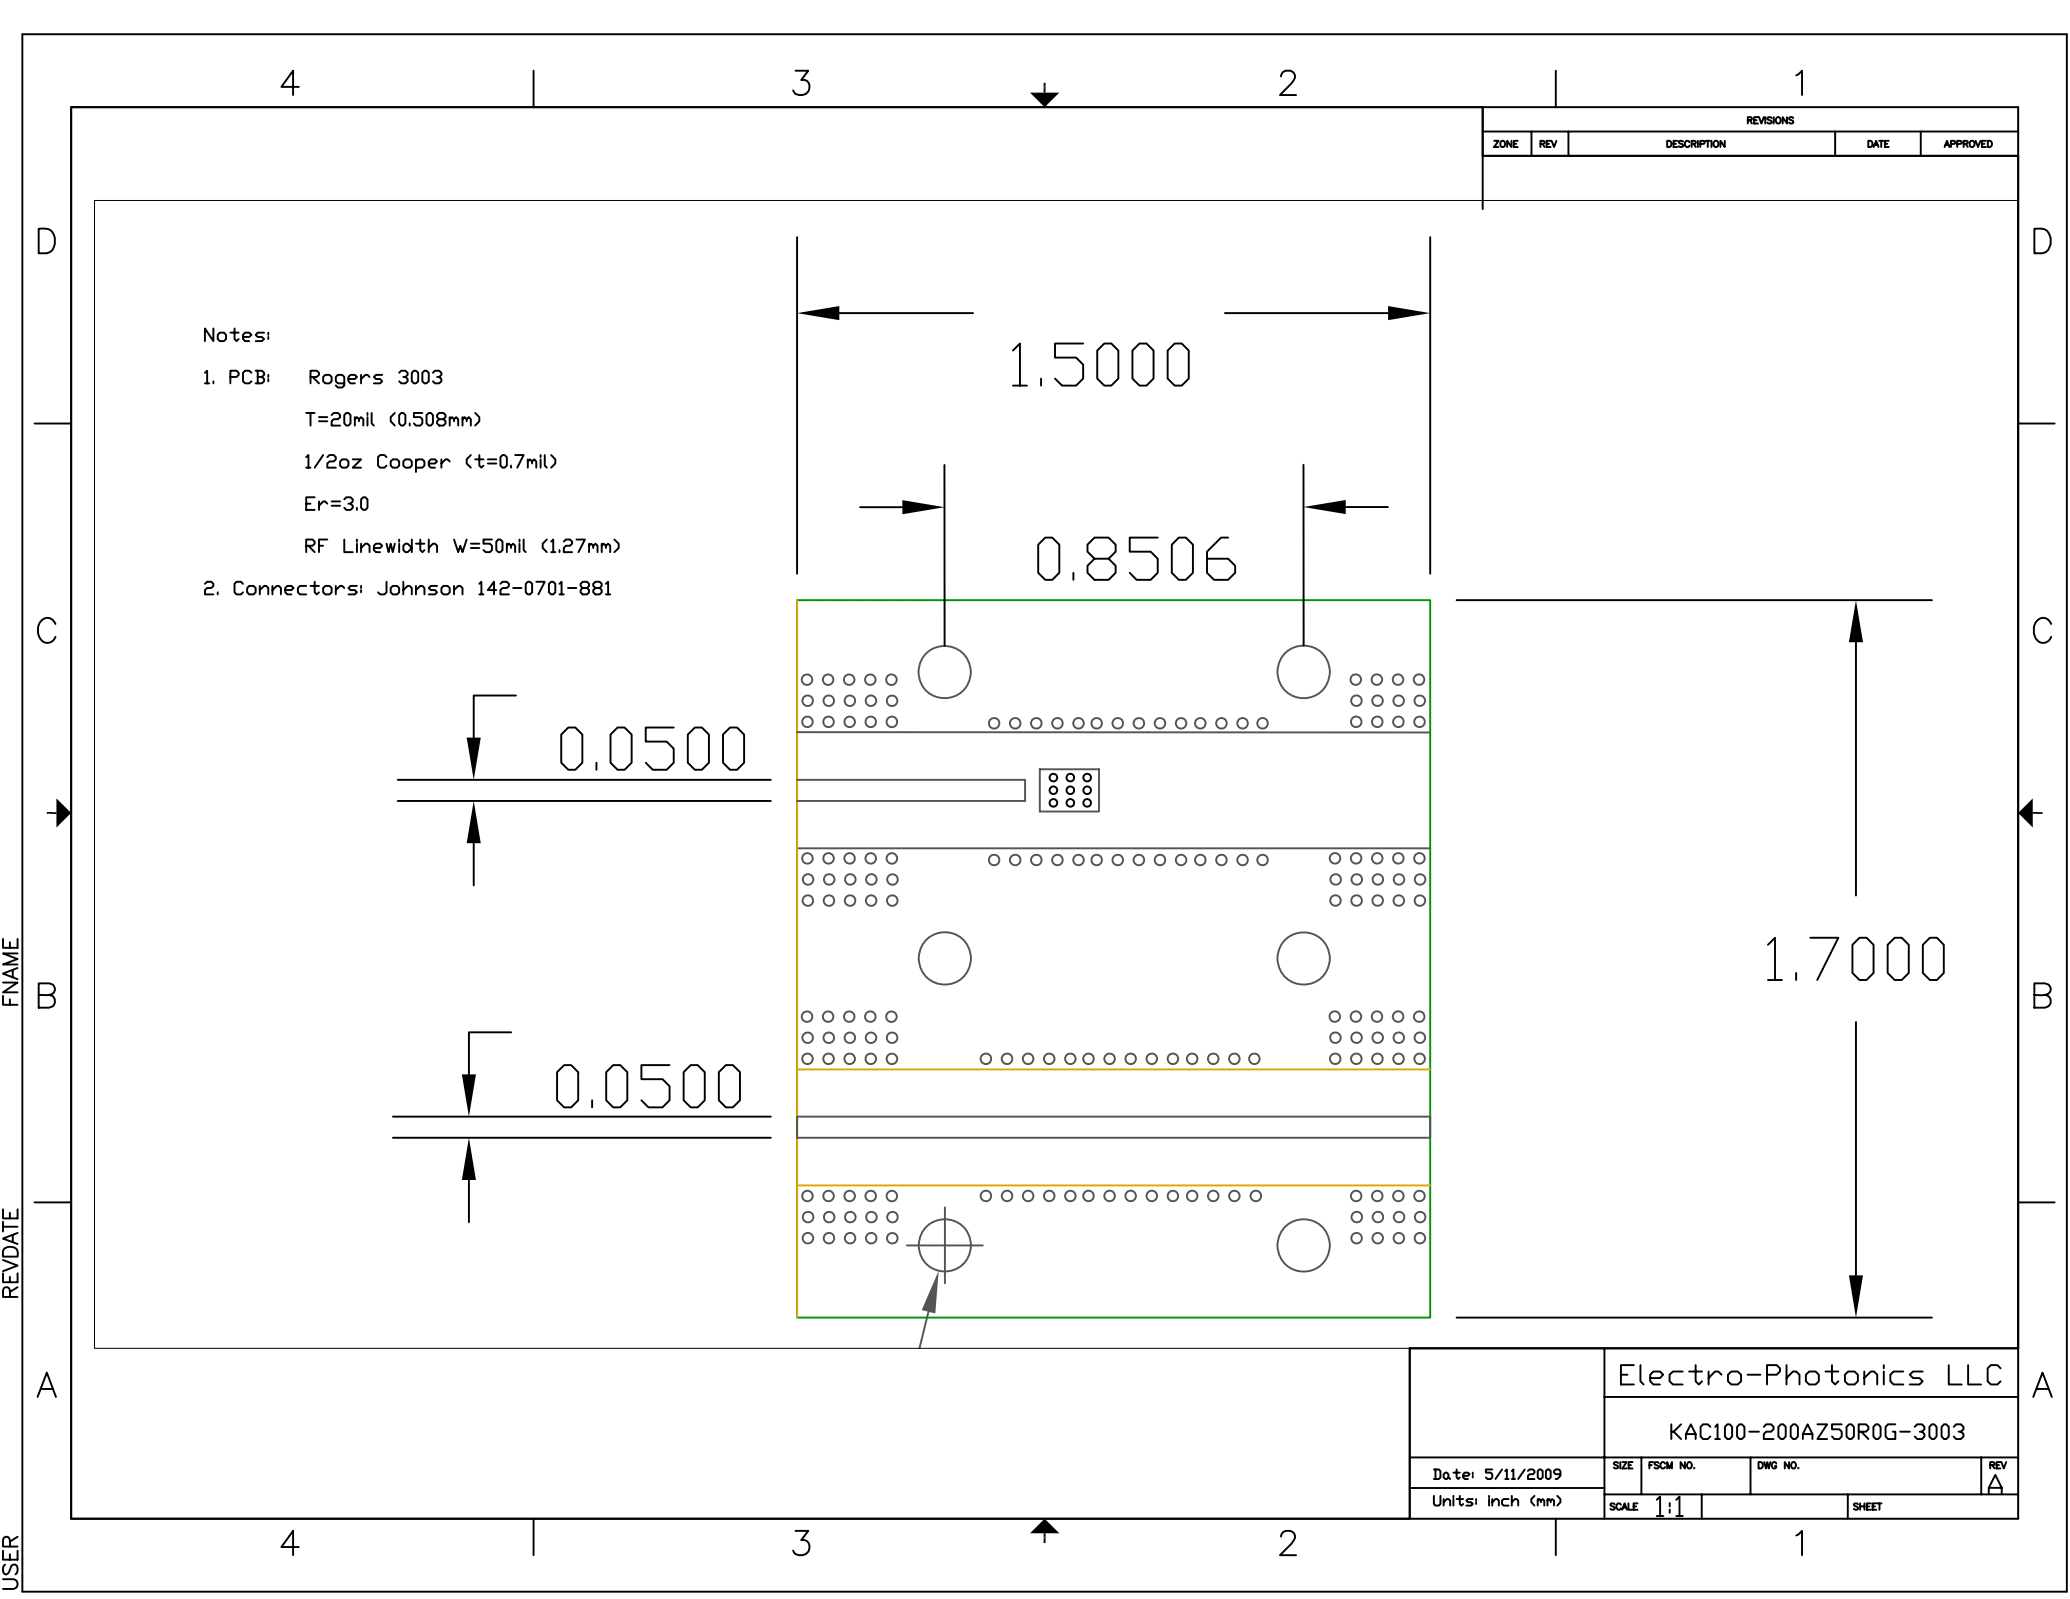 4 3 2 1
REVISIONS
ZONE REV DESCRIPTION DATE APPROVED
D D
Notes:
1. PCB: Rogers 3003
T=20mil (0.508mm)
1/2oz Cooper (t=0.7mil)
Er=3.0
RF Linewidth W=50mil (1.27mm)
2. Connectors: Johnson 142-0701-881
1.5000
0.8506
C C
0.0500
1.7000
FNAME
B B
0.0500
REVDATE
A A
Electro-Photonics LLC
KAC100-200AZ50R0G-3003
Date: 5/11/2009
Units: inch (mm)
SIZE FSCM NO. DWG NO. REV
A
SCALE 1:1 SHEET
4 3 2 1
USER